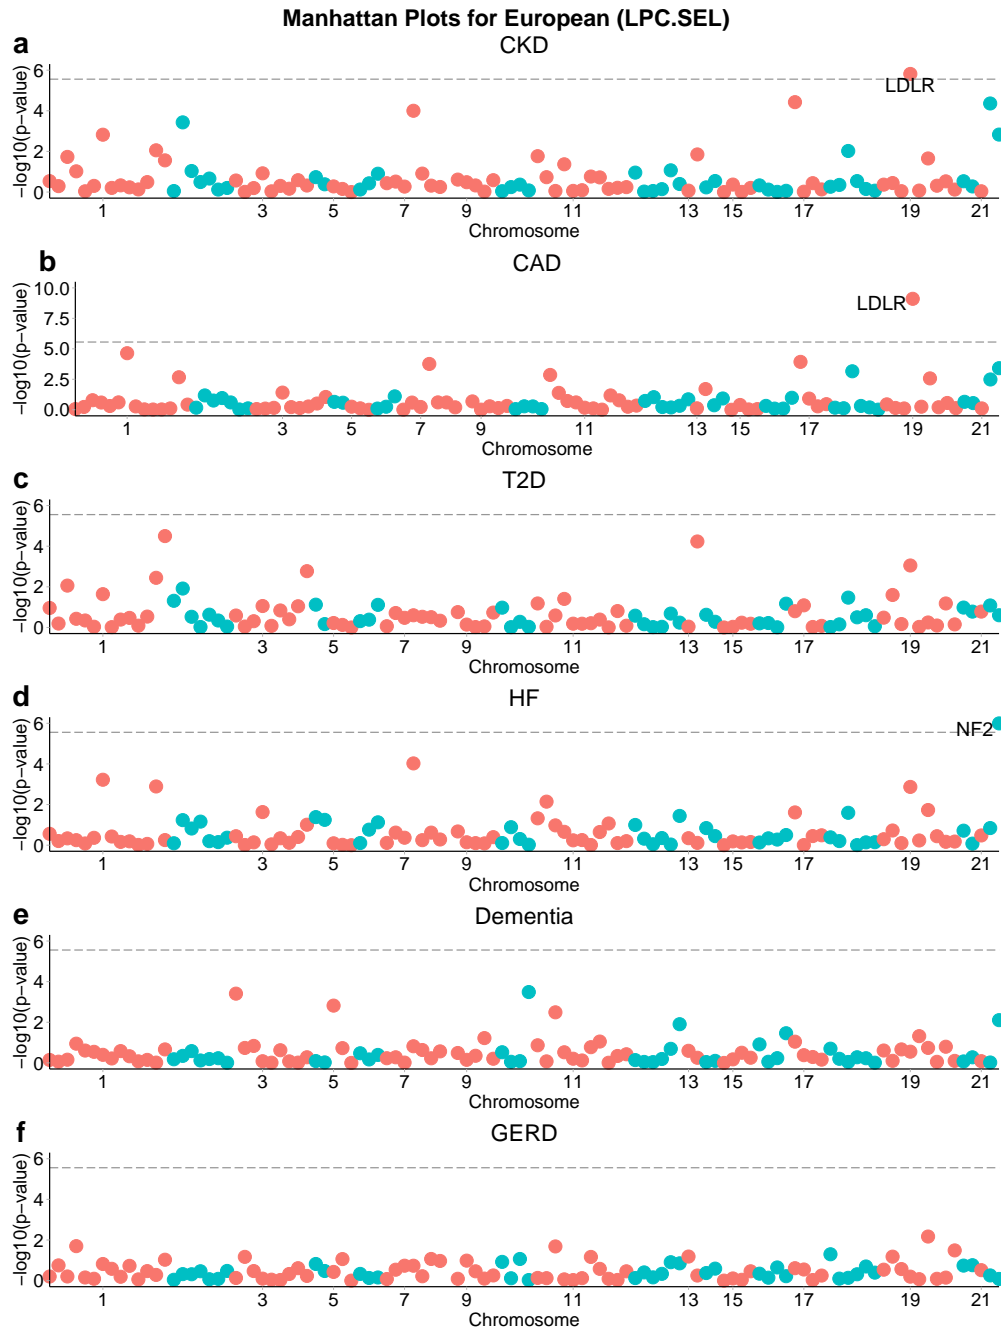 Manhattan Plots for European (LPC.SEL)
a
CKD
−log10(p−value)
6
4
2
0
LDLR
1 3 5 7 9 11 13 15 17 19 21
Chromosome
b
CAD
−log10(p−value)
10.0
7.5
5.0
2.5
0.0
LDLR
1 3 5 7 9 11 13 15 17 19 21
Chromosome
c
T2D
−log10(p−value)
6
4
2
0
1 3 5 7 9 11 13 15 17 19 21
Chromosome
d
HF
−log10(p−value)
6
4
2
0
NF2
1 3 5 7 9 11 13 15 17 19 21
Chromosome
e
Dementia
−log10(p−value)
6
4
2
0
1 3 5 7 9 11 13 15 17 19 21
Chromosome
f
GERD
−log10(p−value)
6
4
2
0
1 3 5 7 9 11 13 15 17 19 21
Chromosome